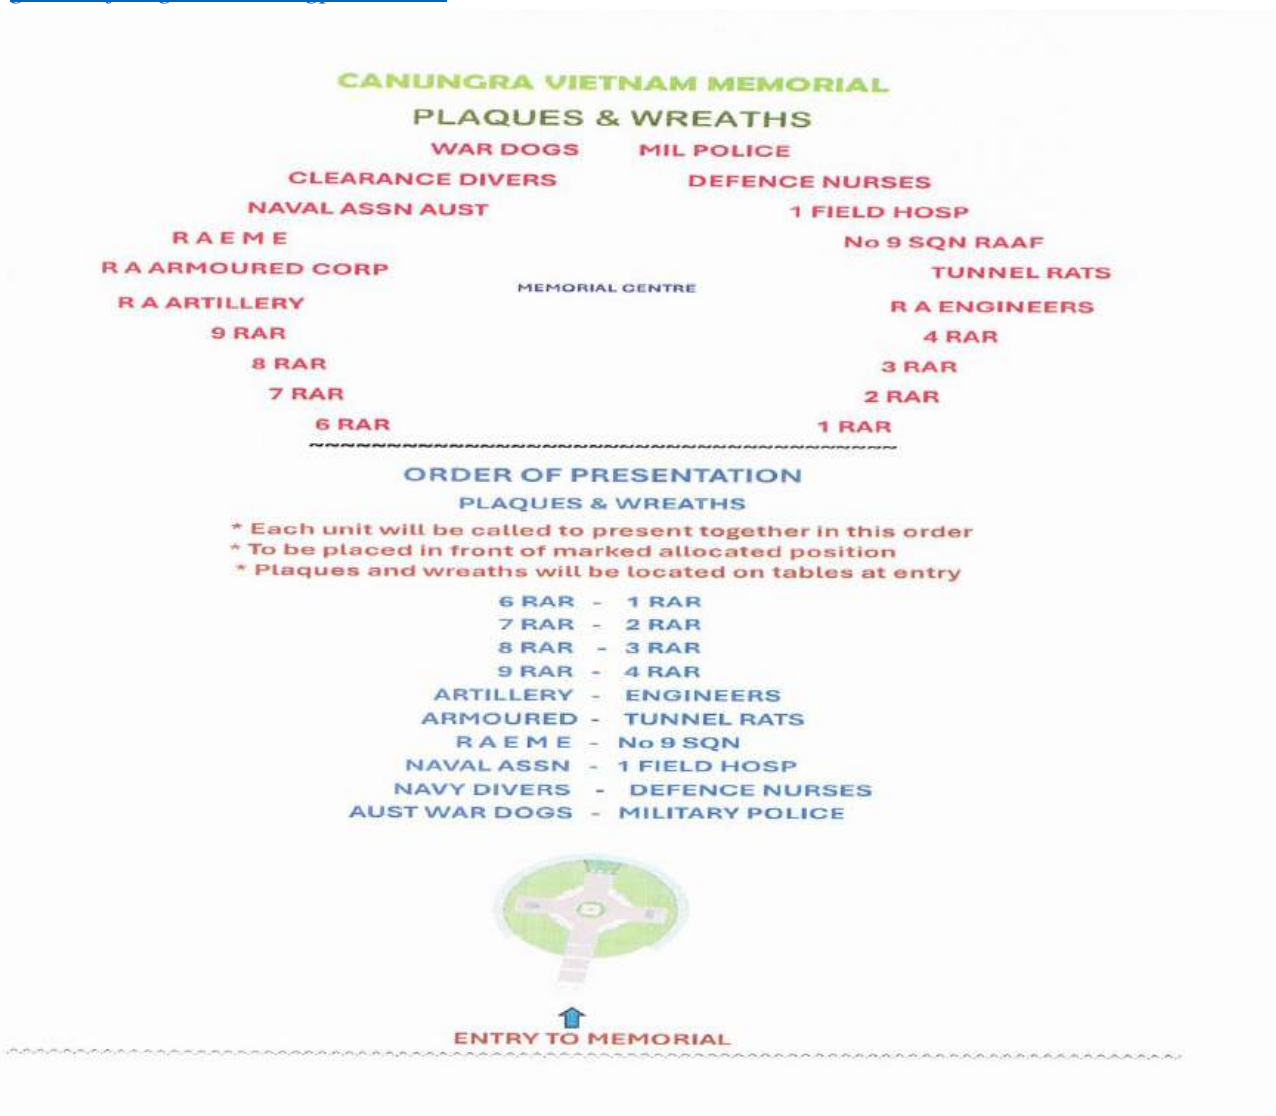 CANUNGRA VIETNAM MEMORIAL
PLAQUES & WREATHS
WAR DOGS MIL POLICE
CLEARANCE DIVERS DEFENCE NURSES
NAVAL ASSN AUST 1 FIELD HOSP
R A E M E No 9 SQN RAAF
R A ARMOURED CORP TUNNEL RATS
MEMORIAL CENTRE
R A ARTILLERY R A ENGINEERS
9 RAR 4 RAR
8 RAR 3 RAR
7 RAR 2 RAR
6 RAR 1 RAR
ORDER OF PRESENTATION
PLAQUES & WREATHS
* Each unit will be called to present together in this order
* To be placed in front of marked allocated position
* Plaques and wreaths will be located on tables at entry
6 RAR - 1 RAR
7 RAR - 2 RAR
8 RAR - 3 RAR
9 RAR - 4 RAR
ARTILLERY - ENGINEERS
ARMOURED - TUNNEL RATS
R A E M E - No 9 SQN
NAVAL ASSN - 1 FIELD HOSP
NAVY DIVERS - DEFENCE NURSES
AUST WAR DOGS - MILITARY POLICE
ENTRY TO MEMORIAL